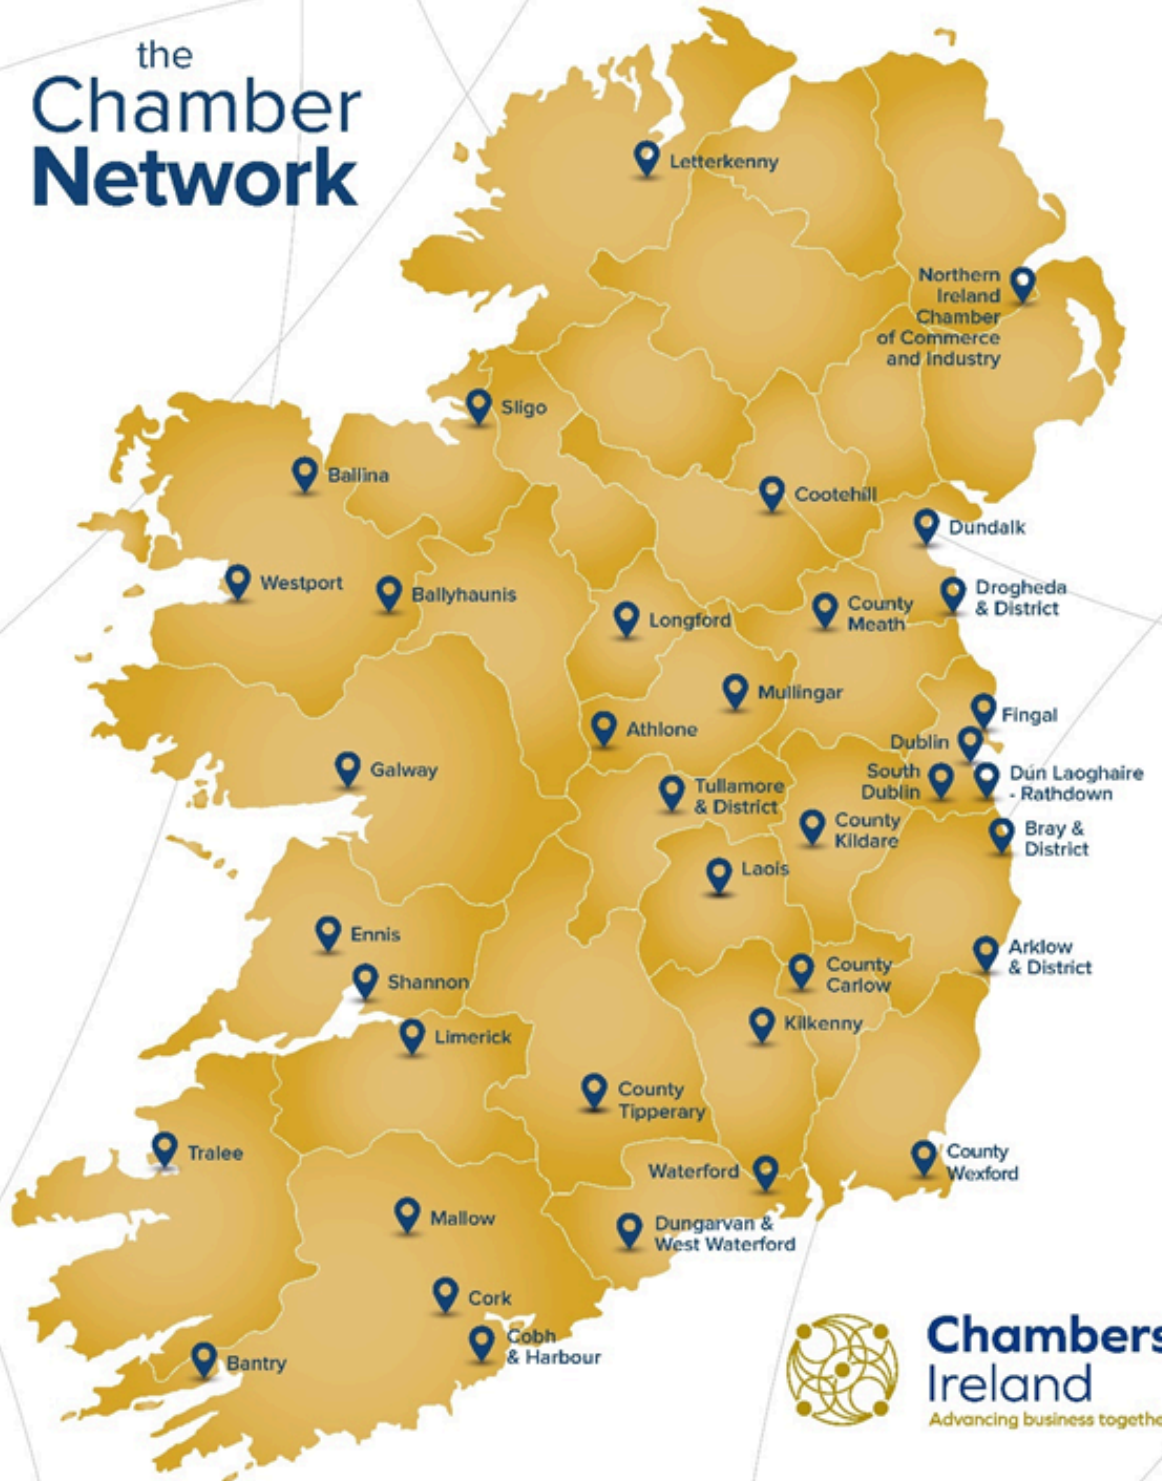 the
Chamber
Network
Letterkenny
Northern
Ireland
Chamber
of Commerce
and Industry
Sligo
Ballina
Cootehill
Dundalk
Westport
Ballyhaunis
Drogheda
& District
County
Meath
Longford
Mullingar
Fingal
Athlone
Dublin
Galway
South
Dublin
Dún Laoghaire
- Rathdown
Tullamore
& District
County
Kildare
Bray &
District
Laois
Ennis
Arklow
& District
Shannon
County
Carlow
Kilkenny
Limerick
County
Tipperary
Tralee
Waterford
County
Wexford
Mallow
Dungarvan &
West Waterford
Cork
Cobh
& Harbour
Bantry
Chambers
Ireland
Advancing business togethe